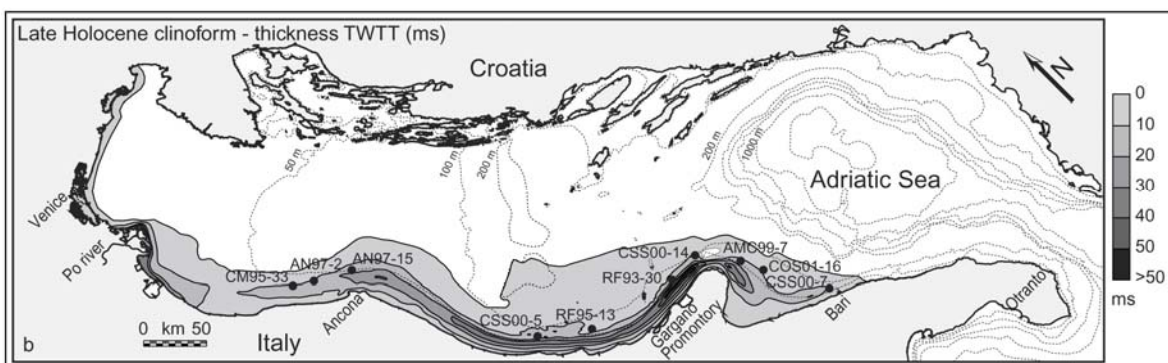 Late Holocene clinoform - thickness TWTT (ms)
Croatia
N
0
10
20
30
40
50
>50
ms
50 m
100 m
200 m
200 m
1000 m
Adriatic Sea
Venice
Po river
CM95-33
AN97-2
AN97-15
Ancona
CSS00-5
RF95-13
RF93-30
CSS00-14
AMC99-7
COS01-16
CSS00-7
Gargano
Promontory
Bari
Otranto
0 km 50
Italy
b